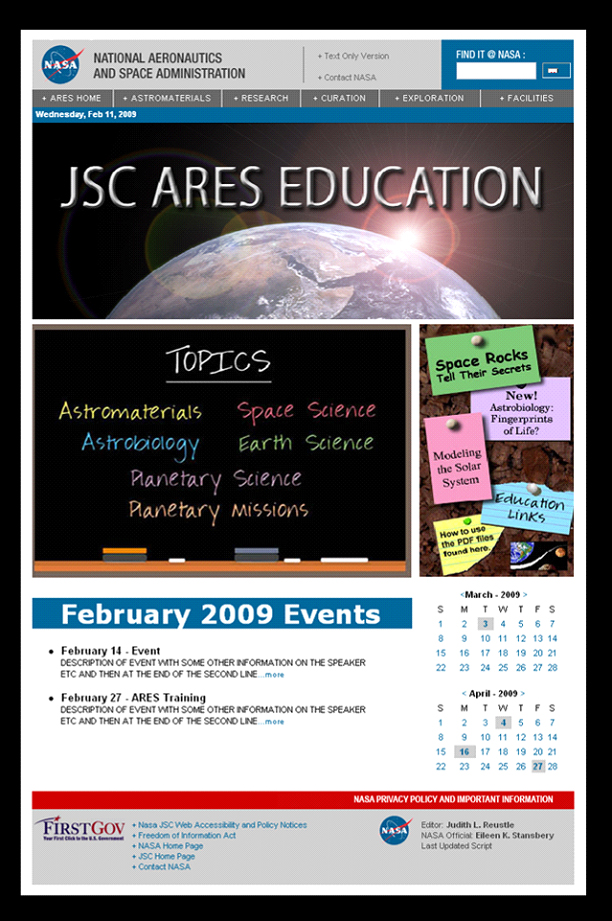 NASA
NATIONAL AERONAUTICS
AND SPACE ADMINISTRATION
+ Text Only Version
+ Contact NASA
FIND IT @ NASA :
+ ARES HOME
+ ASTROMATERIALS
+ RESEARCH
+ CURATION
+ EXPLORATION
+ FACILITIES
Wednesday, Feb 11, 2009
JSC ARES EDUCATION
TOPICS
Astromaterials
Space Science
Astrobiology
Earth Science
Planetary Science
Planetary Missions
Space Rocks
Tell Their Secrets
New!
Astrobiology:
Fingerprints
of Life?
Modeling
the Solar
System
Education
Links
How to use
the PDF files
found here.
February 2009 Events
• February 14 - Event
DESCRIPTION OF EVENT WITH SOME OTHER INFORMATION ON THE SPEAKER
ETC AND THEN AT THE END OF THE SECOND LINE...more
• February 27 - ARES Training
DESCRIPTION OF EVENT WITH SOME OTHER INFORMATION ON THE SPEAKER
ETC AND THEN AT THE END OF THE SECOND LINE...more
<March - 2009 >
S M T W T F S
1 2 3 4 5 6 7
8 9 10 11 12 13 14
15 16 17 18 19 20 21
22 23 24 25 26 27 28
< April - 2009 >
S M T W T F S
1 2 3 4 5 6 7
8 9 10 11 12 13 14
15 16 17 18 19 20 21
22 23 24 25 26 27 28
NASA PRIVACY POLICY AND IMPORTANT INFORMATION
FIRSTGOV
Your First Click to the U.S. Government
+ Nasa JSC Web Accessibility and Policy Notices
+ Freedom of Information Act
+ NASA Home Page
+ JSC Home Page
+ Contact NASA
NASA
Editor: Judith L. Reustle
NASA Official: Eileen K. Stansbery
Last Updated Script